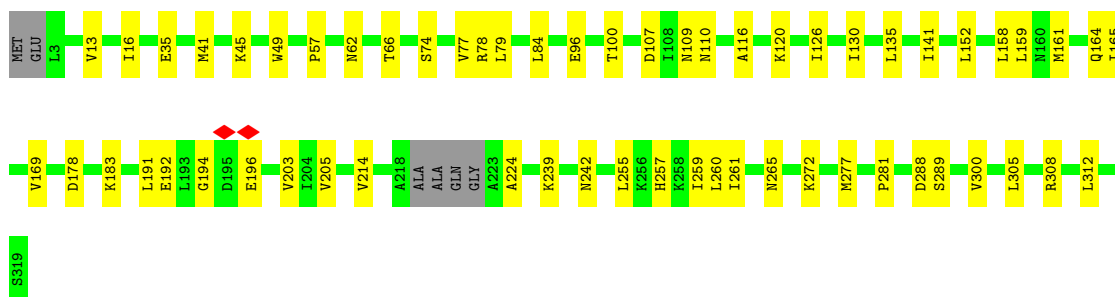 MET GLU L3 V13 I16 E35 M41 K45 W49 P57 N62 T66 S74 V77 R78 L79 L84 E96 T100 D107 I108 N109 N110 A116 K120 I126 I130 L135 I141 L152 L158 L159 N160 M161 Q164 I165
V169 D178 K183 L191 E192 L193 G194 D195 E196 V203 I204 V205 V214 A218 ALA ALA GLN GLY A223 A224 K239 N242 L255 K256 H257 K258 I259 L260 I261 N265 K272 M277 P281 D288 S289 V300 L305 R308 L312
S319